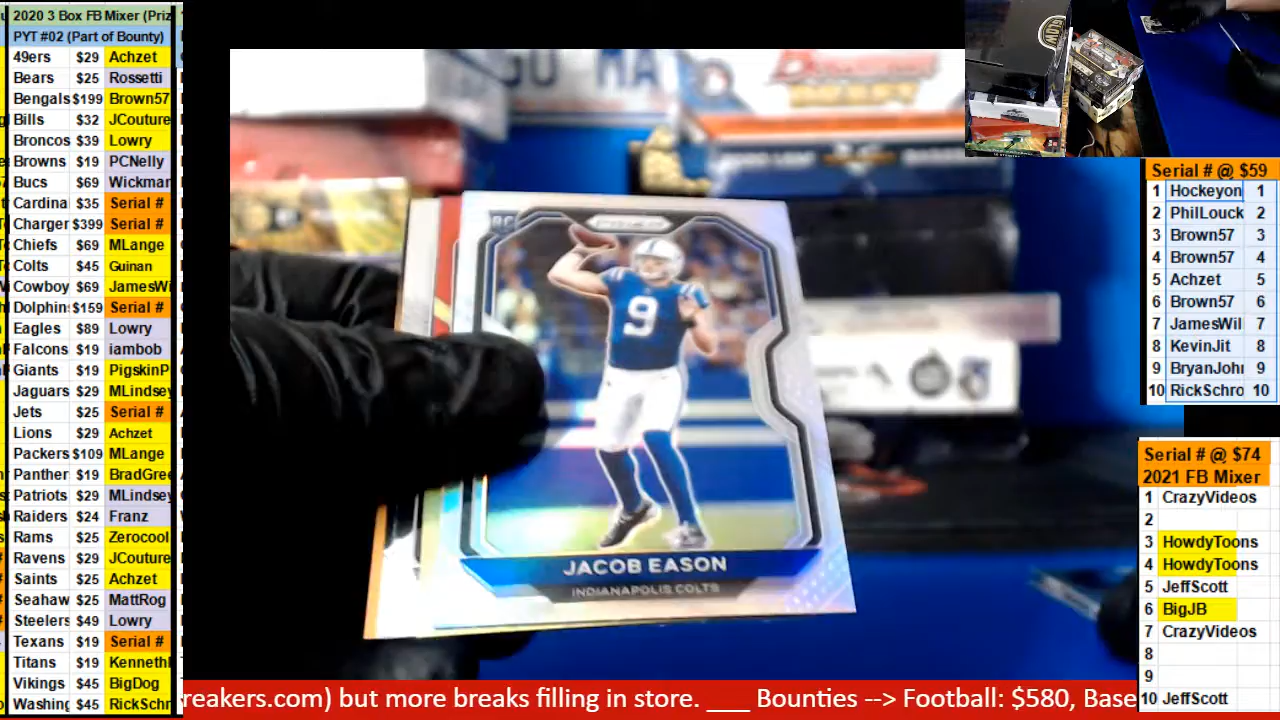 2020 3 Box FB Mixer (Priz
PYT #02 (Part of Bounty)
49ers $29 Achzet
Bears $25 Rossetti
Bengals $199 Brown57
Bills $32 JCouture
Broncos $39 Lowry
Browns $19 PCNelly
Bucs $69 Wickman
Cardina $35 Serial #
Charger $399 Serial #
Chiefs $69 MLange
Colts $45 Guinan
Cowboy $69 JamesWi
Dolphin $159 Serial #
Eagles $89 Lowry
Falcons $19 iambob
Giants $19 PigskinP
Jaguars $29 MLindsey
Jets $25 Serial #
Lions $29 Achzet
Packers $109 MLange
Panther $19 BradGree
Patriots $29 MLindsey
Raiders $24 Franz
Rams $25 Zerocool
Ravens $29 JCouture
Saints $25 Achzet
Seahaw $25 MattRog
Steelers $49 Lowry
Texans $19 Serial #
Titans $19 Kennethl
Vikings $45 BigDog
Washing $45 RickSchr
RC
PRIZM
9
JACOB EASON
INDIANAPOLIS COLTS
Bowman
Serial # @ $59
1 Hockeyon 1
2 PhilLouck 2
3 Brown57 3
4 Brown57 4
5 Achzet 5
6 Brown57 6
7 JamesWil 7
8 KevinJit 8
9 BryanJohn 9
10 RickSchro 10
Serial # @ $74
2021 FB Mixer
1 CrazyVideos
2
3 HowdyToons
4 HowdyToons
5 JeffScott
6 BigJB
7 CrazyVideos
8
9
10 JeffScott
reakers.com) but more breaks filling in store. ___ Bounties --> Football: $580, Base